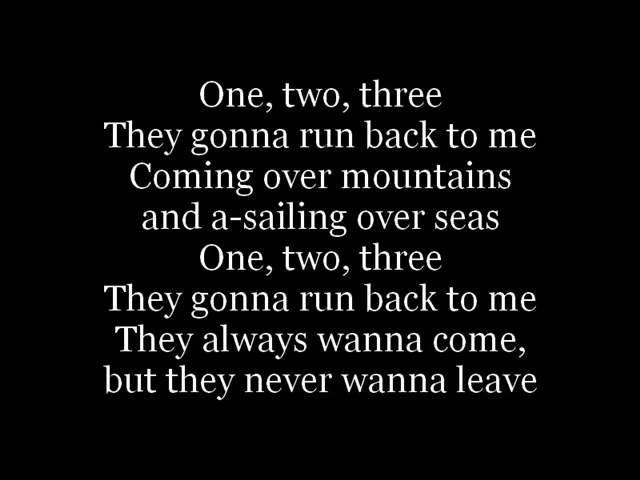 One, two, three
They gonna run back to me
Coming over mountains
and a-sailing over seas
One, two, three
They gonna run back to me
They always wanna come,
but they never wanna leave